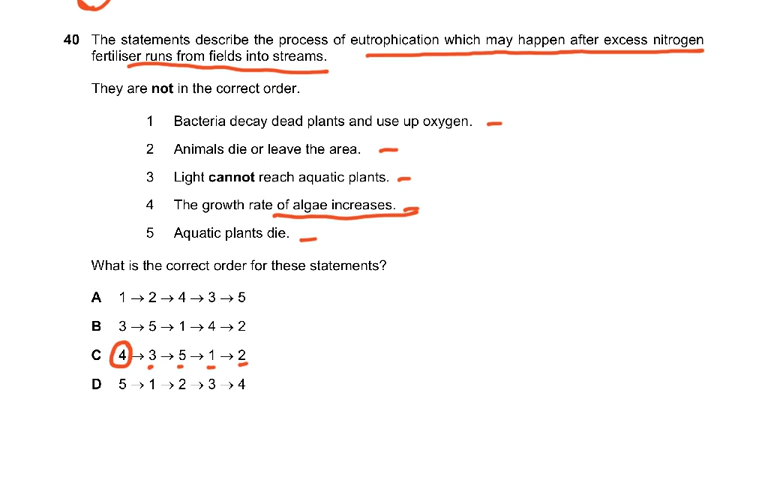 40 The statements describe the process of eutrophication which may happen after excess nitrogen
fertiliser runs from fields into streams.
They are not in the correct order.
1 Bacteria decay dead plants and use up oxygen.
2 Animals die or leave the area.
3 Light cannot reach aquatic plants.
4 The growth rate of algae increases.
5 Aquatic plants die.
What is the correct order for these statements?
A 1 → 2 → 4 → 3 → 5
B 3 → 5 → 1 → 4 → 2
C 4 → 3 → 5 → 1 → 2
D 5 → 1 → 2 → 3 → 4